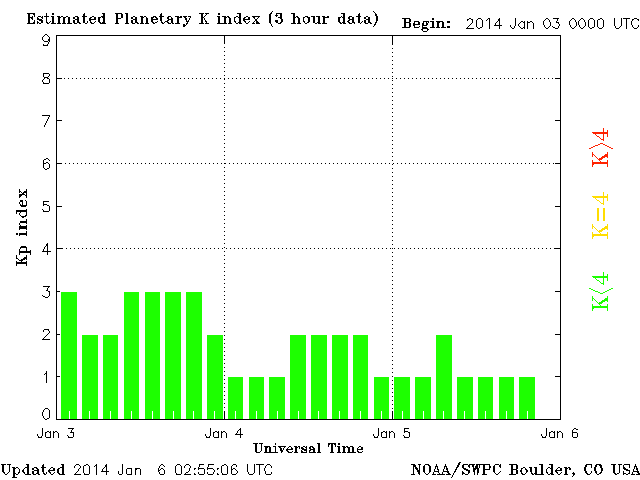 Estimated Planetary K index (3 hour data) Begin: 2014 Jan 03 0000 UTC
9
8
7
6
5
4
3
2
1
0
Kp index
K>4
K=4
K<4
Jan 3 Jan 4 Jan 5 Jan 6
Universal Time
Updated 2014 Jan 6 02:55:06 UTC NOAA/SWPC Boulder, CO USA